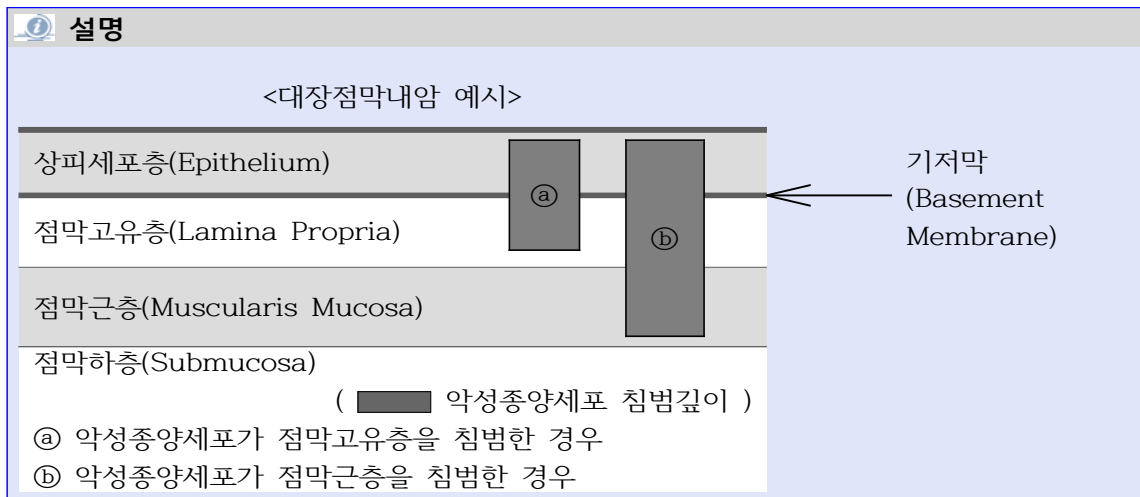 설명
<대장점막내암 예시>
상피세포층(Epithelium)
ⓐ
기저막
(Basement
Membrane)
점막고유층(Lamina Propria)
ⓑ
점막근층(Muscularis Mucosa)
점막하층(Submucosa)
( 악성종양세포 침범깊이 )
ⓐ 악성종양세포가 점막고유층을 침범한 경우
ⓑ 악성종양세포가 점막근층을 침범한 경우